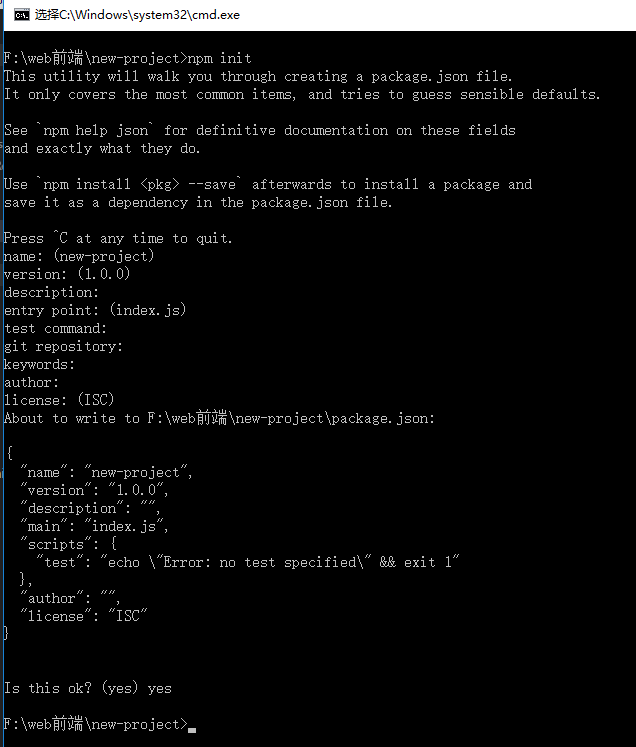 选择C:\Windows\system32\cmd.exe
F:\web前端\new-project>npm init
This utility will walk you through creating a package.json file.
It only covers the most common items, and tries to guess sensible defaults.
See `npm help json` for definitive documentation on these fields
and exactly what they do.
Use `npm install <pkg> --save` afterwards to install a package and
save it as a dependency in the package.json file.
Press ^C at any time to quit.
name: (new-project)
version: (1.0.0)
description:
entry point: (index.js)
test command:
git repository:
keywords:
author:
license: (ISC)
About to write to F:\web前端\new-project\package.json:
{
  "name": "new-project",
  "version": "1.0.0",
  "description": "",
  "main": "index.js",
  "scripts": {
    "test": "echo \"Error: no test specified\" && exit 1"
  },
  "author": "",
  "license": "ISC"
}
Is this ok? (yes) yes
F:\web前端\new-project>